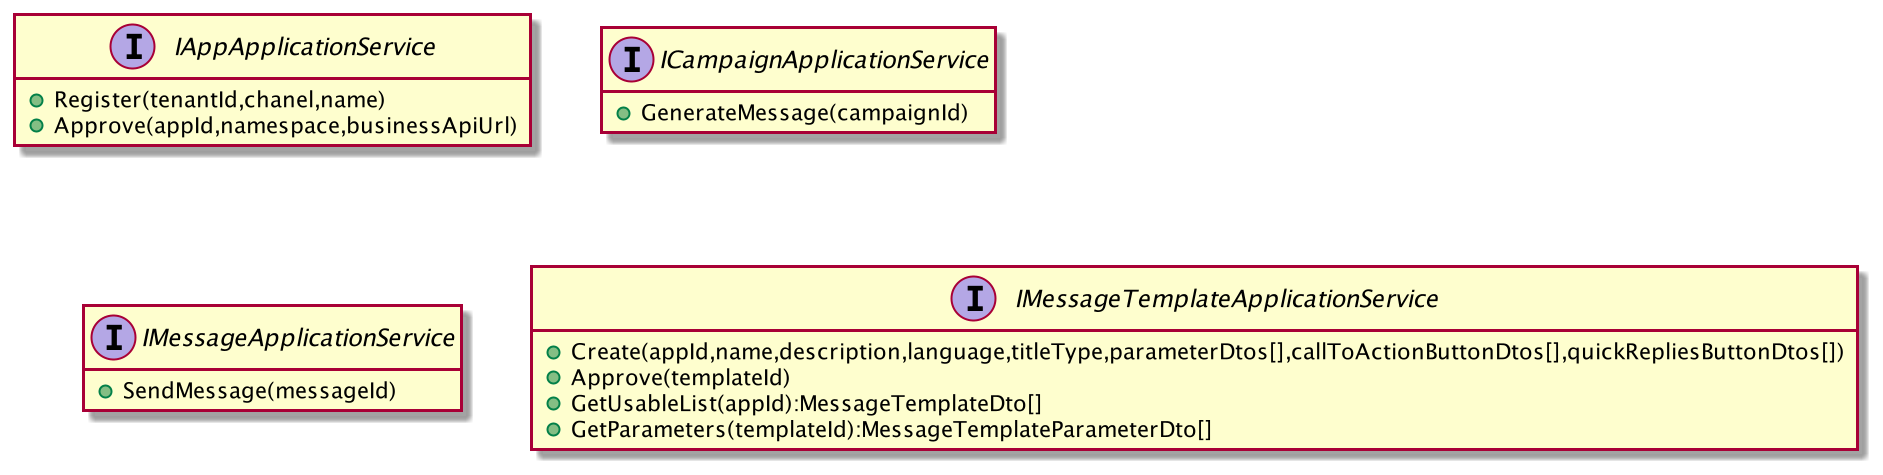 I IAppApplicationService
Register(tenantId,chanel,name)
Approve(appId,namespace,businessApiUrl)
I ICampaignApplicationService
GenerateMessage(campaignId)
I IMessageApplicationService
SendMessage(messageId)
I IMessageTemplateApplicationService
Create(appId,name,description,language,titleType,parameterDtos[],callToActionButtonDtos[],quickRepliesButtonDtos[])
Approve(templateId)
GetUsableList(appId):MessageTemplateDto[]
GetParameters(templateId):MessageTemplateParameterDto[]